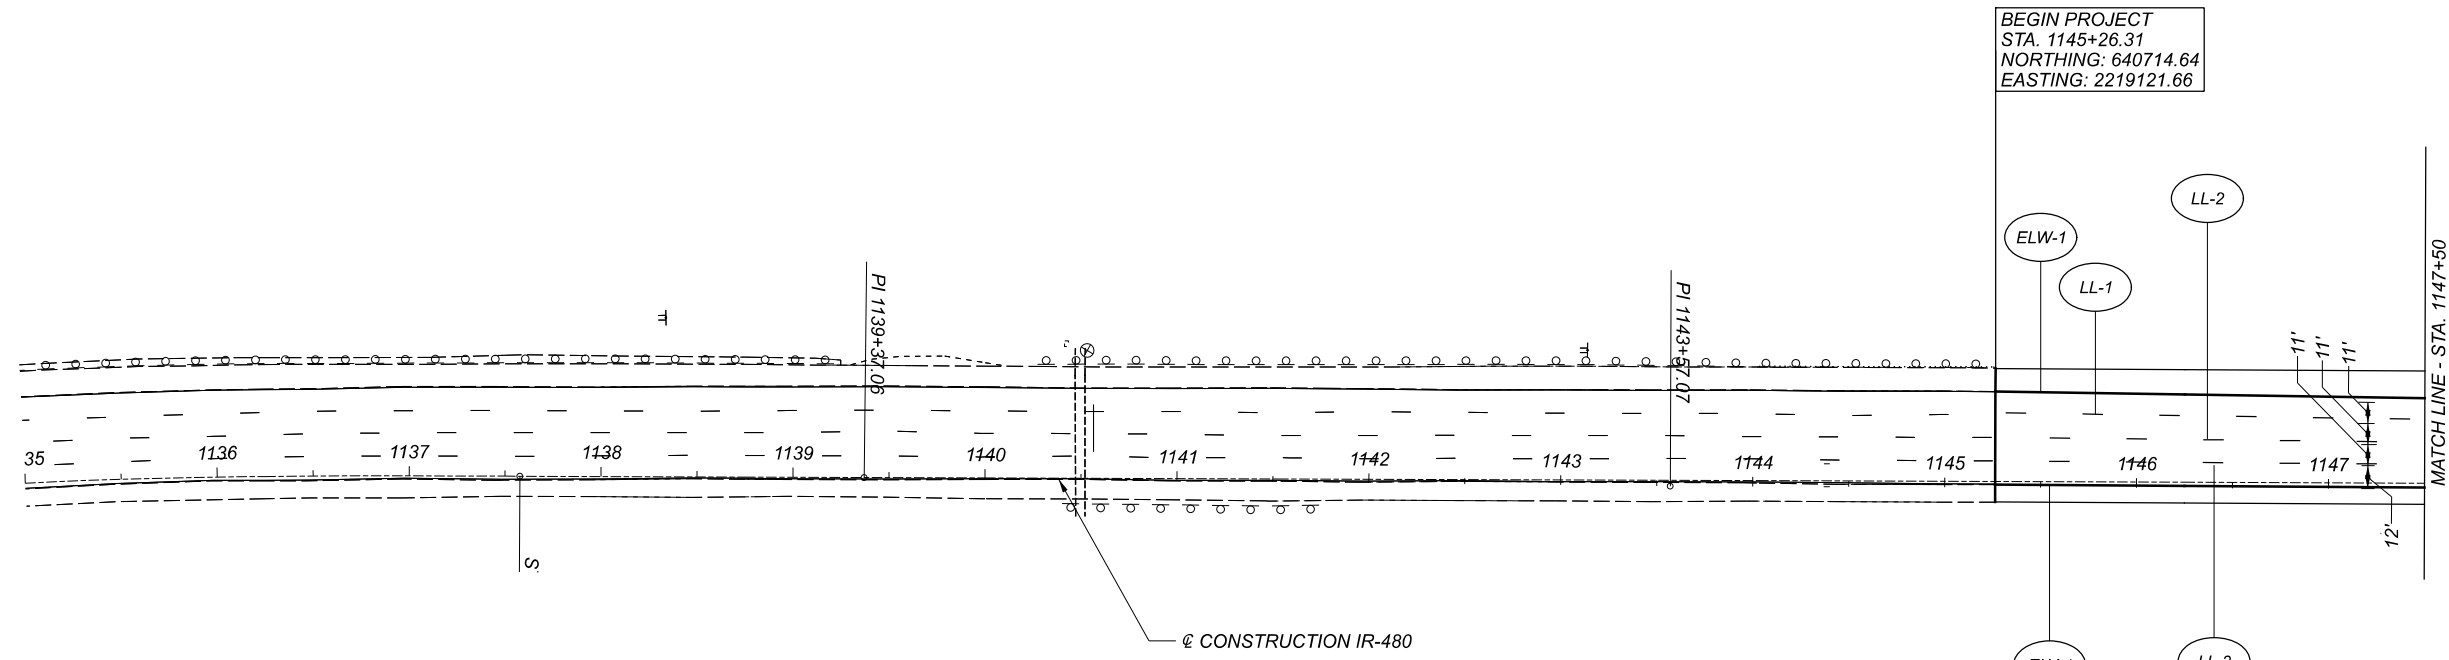 BEGIN PROJECT
STA. 1145+26.31
NORTHING: 640714.64
EASTING: 2219121.66
LL-2
ELW-1
LL-1
MATCH LINE - STA. 1147+50
PI 1139+37.06
PI 1143+57.07
11'
11'
11'
35
1136
1137
1138
1139
1140
1141
1142
1143
1144
1145
1146
1147
12'
℄ CONSTRUCTION IR-480